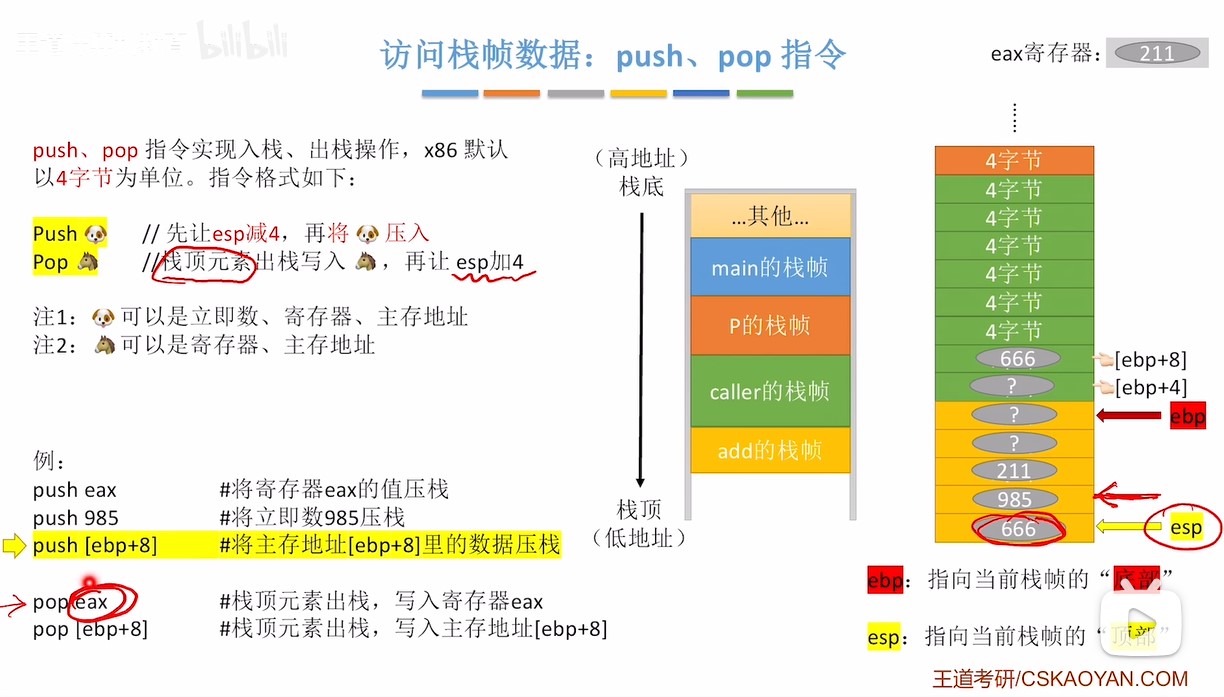 bilibili
访问栈帧数据：push、pop 指令
eax寄存器：211
push、pop 指令实现入栈、出栈操作，x86 默认
以4字节为单位。指令格式如下：
Push 🐶 // 先让esp减4，再将 🐶 压入
Pop 🐴 //栈顶元素出栈写入 🐴 ，再让 esp加4
注1： 🐶 可以是立即数、寄存器、主存地址
注2： 🐴 可以是寄存器、主存地址
例：
push eax #将寄存器eax的值压栈
push 985 #将立即数985压栈
push [ebp+8] #将主存地址[ebp+8]里的数据压栈
pop eax #栈顶元素出栈，写入寄存器eax
pop [ebp+8] #栈顶元素出栈，写入主存地址[ebp+8]
（高地址）
栈底
...其他...
main的栈帧
P的栈帧
caller的栈帧
add的栈帧
栈顶
（低地址）
4字节
4字节
4字节
4字节
4字节
4字节
4字节
666 [ebp+8]
? [ebp+4]
? ebp
?
211
985
666 esp
ebp：指向当前栈帧的“底部”
esp：指向当前栈帧的“顶部”
王道考研/CSKAOYAN.COM